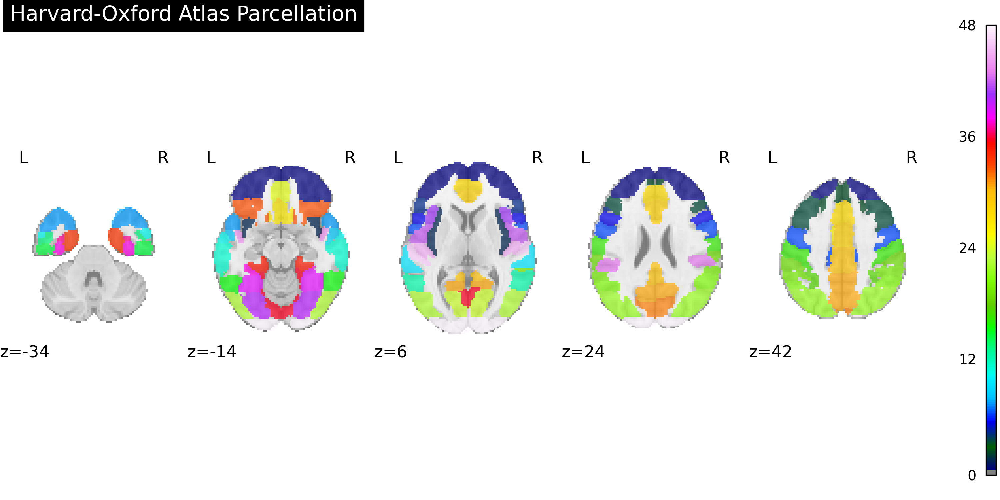 Harvard-Oxford Atlas Parcellation
48
36
L R L R L R L R L R
24
z=-34 z=-14 z=6 z=24 z=42
12
0